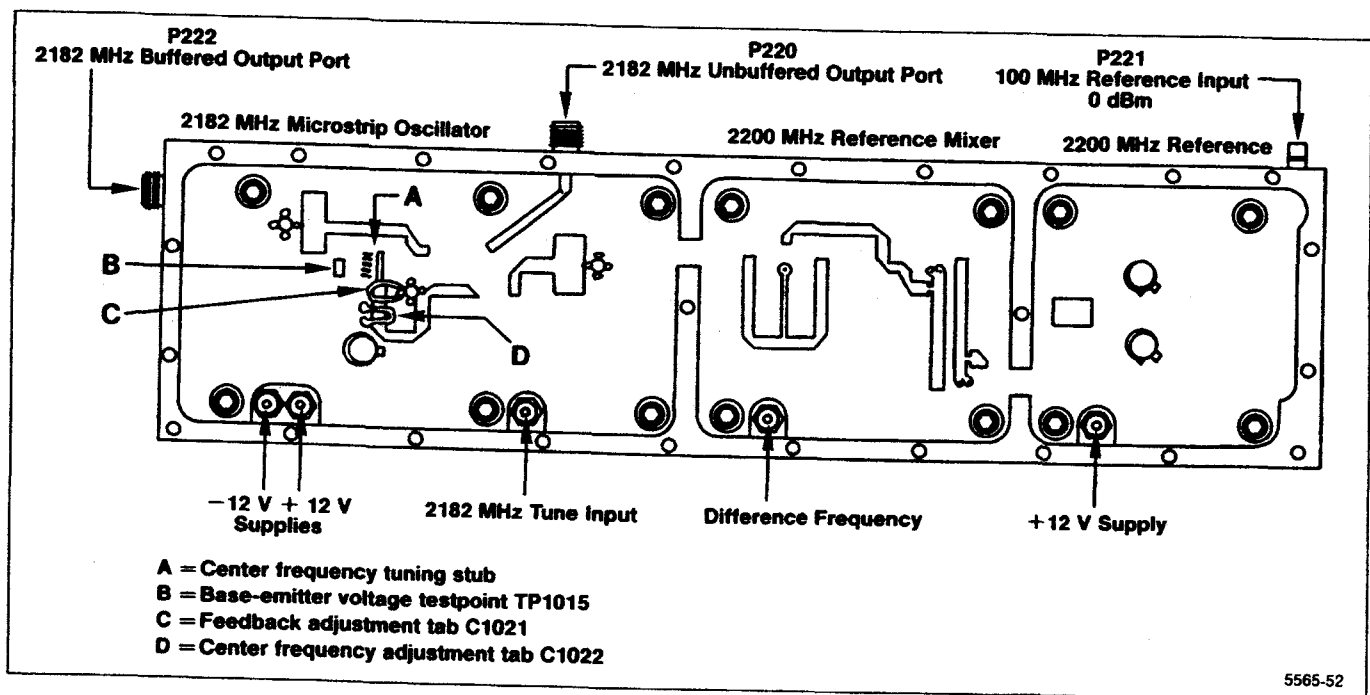 P222
2182 MHz Buffered Output Port
P220
2182 MHz Unbuffered Output Port
P221
100 MHz Reference Input
0 dBm
2182 MHz Microstrip Oscillator
2200 MHz Reference Mixer
2200 MHz Reference
A
B
C
D
−12 V + 12 V
Supplies
2182 MHz Tune Input
Difference Frequency
+12 V Supply
A = Center frequency tuning stub
B = Base-emitter voltage testpoint TP1015
C = Feedback adjustment tab C1021
D = Center frequency adjustment tab C1022
5565-52